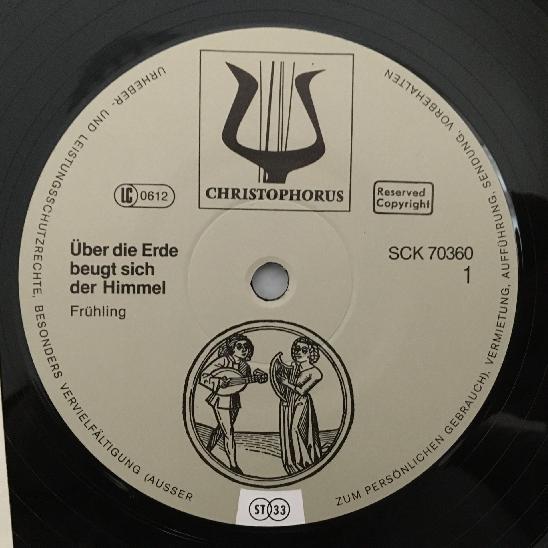 URHEBER- UND LEISTUNGSSCHUTZRECHTE, BESONDERS VERVIELFÄLTIGUNG (AUSSER
ZUM PERSÖNLICHEN GEBRAUCH), VERMIETUNG, AUFFÜHRUNG, SENDUNG, VORBEHALTEN
CHRISTOPHORUS
LC 0612
Reserved
Copyright
Über die Erde
beugt sich
der Himmel
Frühling
SCK 70360
1
ST 33